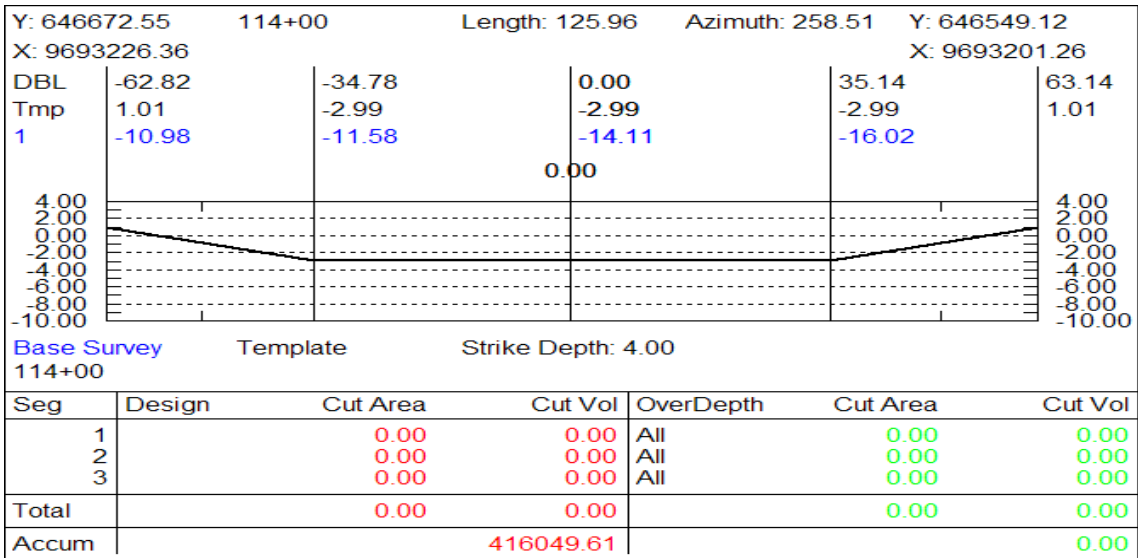 Y: 646672.55 114+00 Length: 125.96 Azimuth: 258.51 Y: 646549.12
X: 9693226.36 X: 9693201.26
DBL -62.82 -34.78 0.00 35.14 63.14
Tmp 1.01 -2.99 -2.99 -2.99 1.01
1 -10.98 -11.58 -14.11 -16.02
0.00
4.00 4.00
2.00 2.00
0.00 0.00
-2.00 -2.00
-4.00 -4.00
-6.00 -6.00
-8.00 -8.00
-10.00 -10.00
Base Survey Template Strike Depth: 4.00
114+00
Seg Design Cut Area Cut Vol OverDepth Cut Area Cut Vol
1 0.00 0.00 All 0.00 0.00
2 0.00 0.00 All 0.00 0.00
3 0.00 0.00 All 0.00 0.00
Total 0.00 0.00 0.00 0.00
Accum 416049.61 0.00